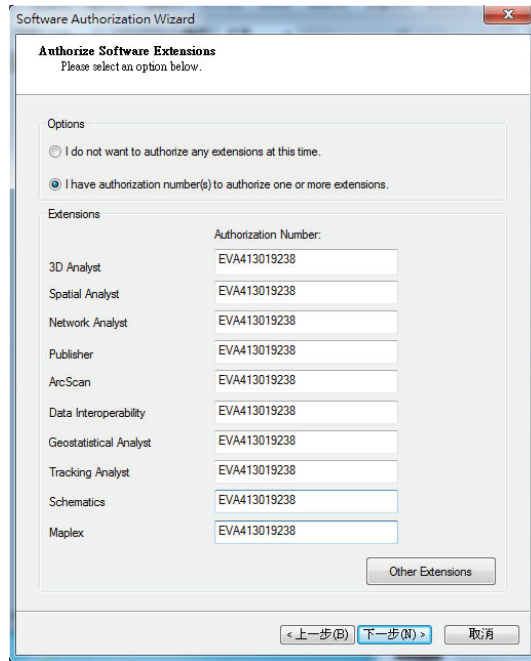 Software Authorization Wizard
Authorize Software Extensions
Please select an option below.
Options
I do not want to authorize any extensions at this time.
I have authorization number(s) to authorize one or more extensions.
Extensions
Authorization Number:
3D Analyst EVA413019238
Spatial Analyst EVA413019238
Network Analyst EVA413019238
Publisher EVA413019238
ArcScan EVA413019238
Data Interoperability EVA413019238
Geostatistical Analyst EVA413019238
Tracking Analyst EVA413019238
Schematics EVA413019238
Maplex EVA413019238
Other Extensions
<上一步(B) 下一步(N)> 取消